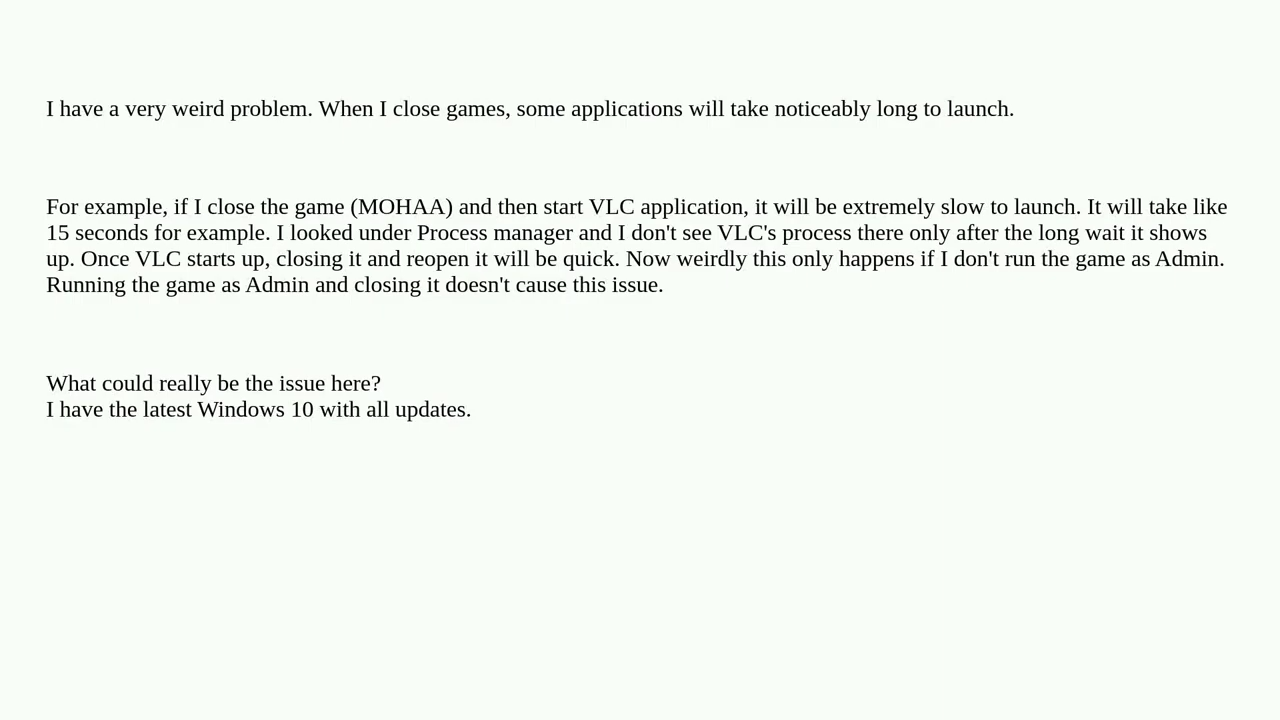 I have a very weird problem. When I close games, some applications will take noticeably long to launch.
For example, if I close the game (MOHAA) and then start VLC application, it will be extremely slow to launch. It will take like
15 seconds for example. I looked under Process manager and I don't see VLC's process there only after the long wait it shows
up. Once VLC starts up, closing it and reopen it will be quick. Now weirdly this only happens if I don't run the game as Admin.
Running the game as Admin and closing it doesn't cause this issue.
What could really be the issue here?
I have the latest Windows 10 with all updates.